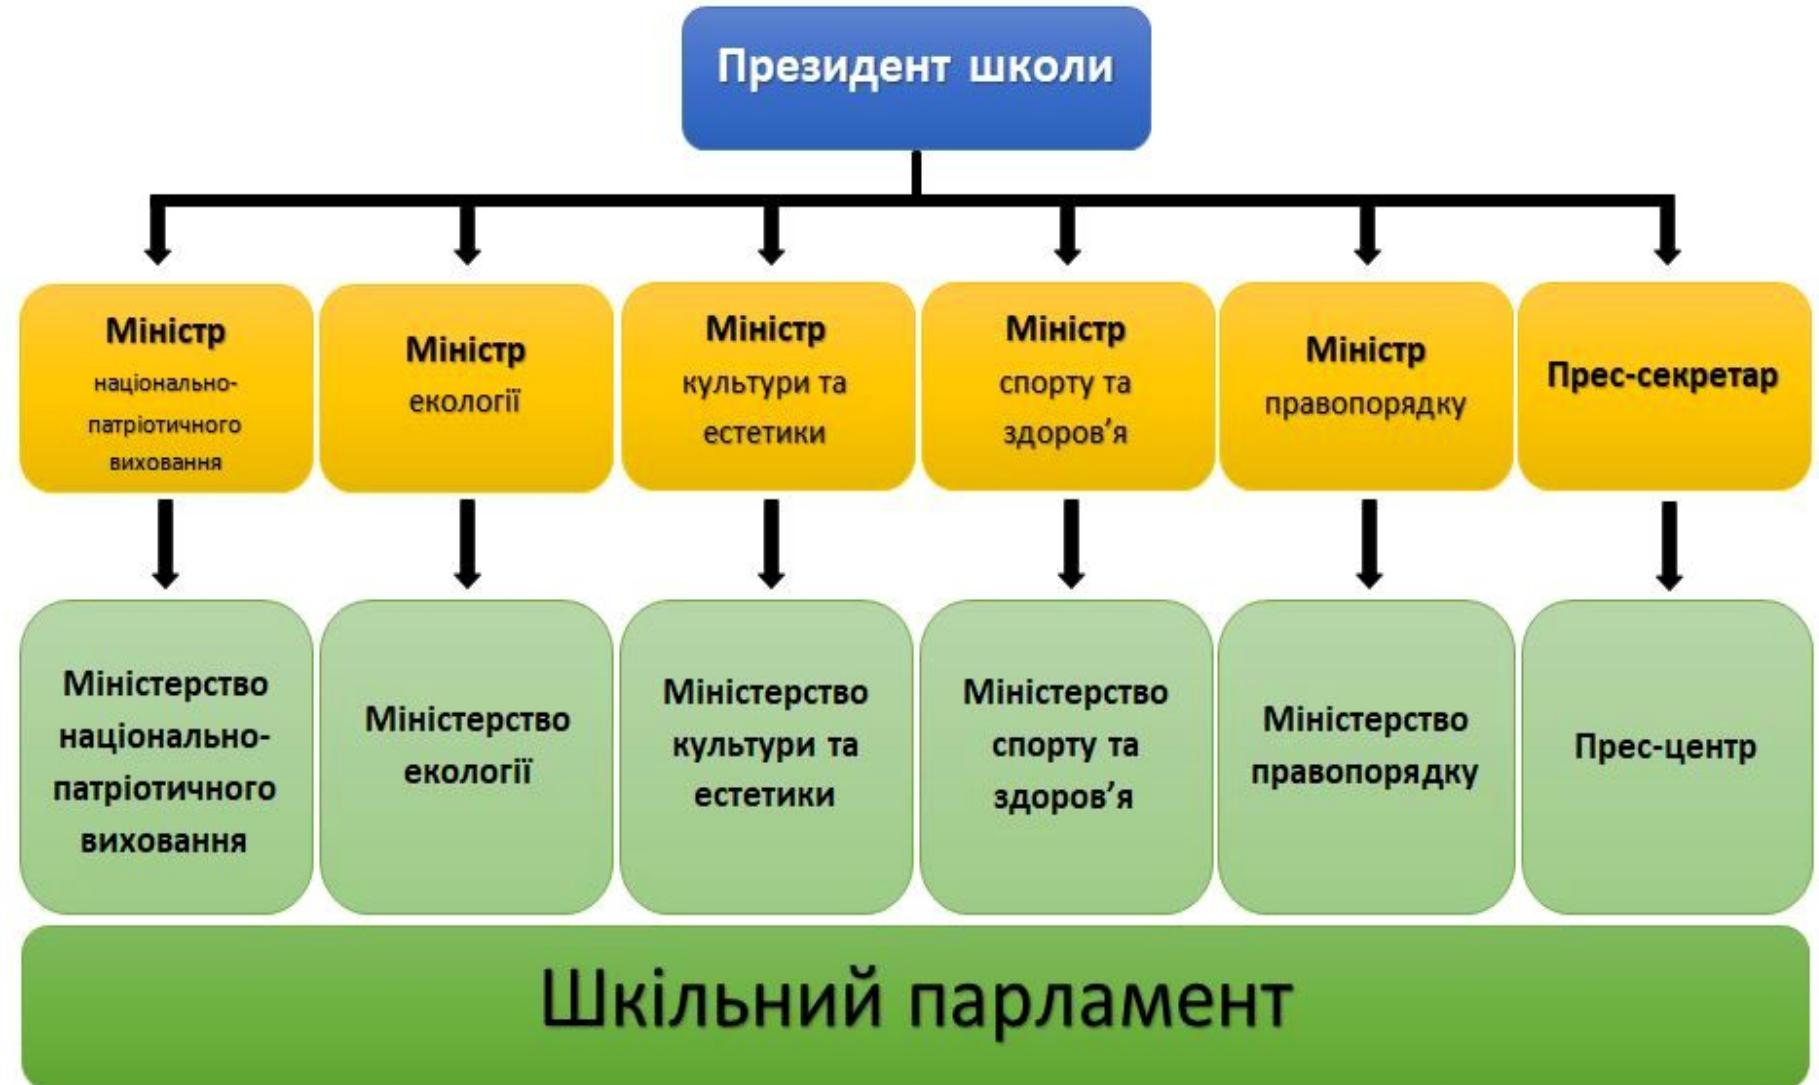 Президент школи
Міністр
національно-
патріотичного
виховання
Міністр
екології
Міністр
культури та
естетики
Міністр
спорту та
здоров’я
Міністр
правопорядку
Прес-секретар
Міністерство
національно-
патріотичного
виховання
Міністерство
екології
Міністерство
культури та
естетики
Міністерство
спорту та
здоров’я
Міністерство
правопорядку
Прес-центр
Шкільний парламент